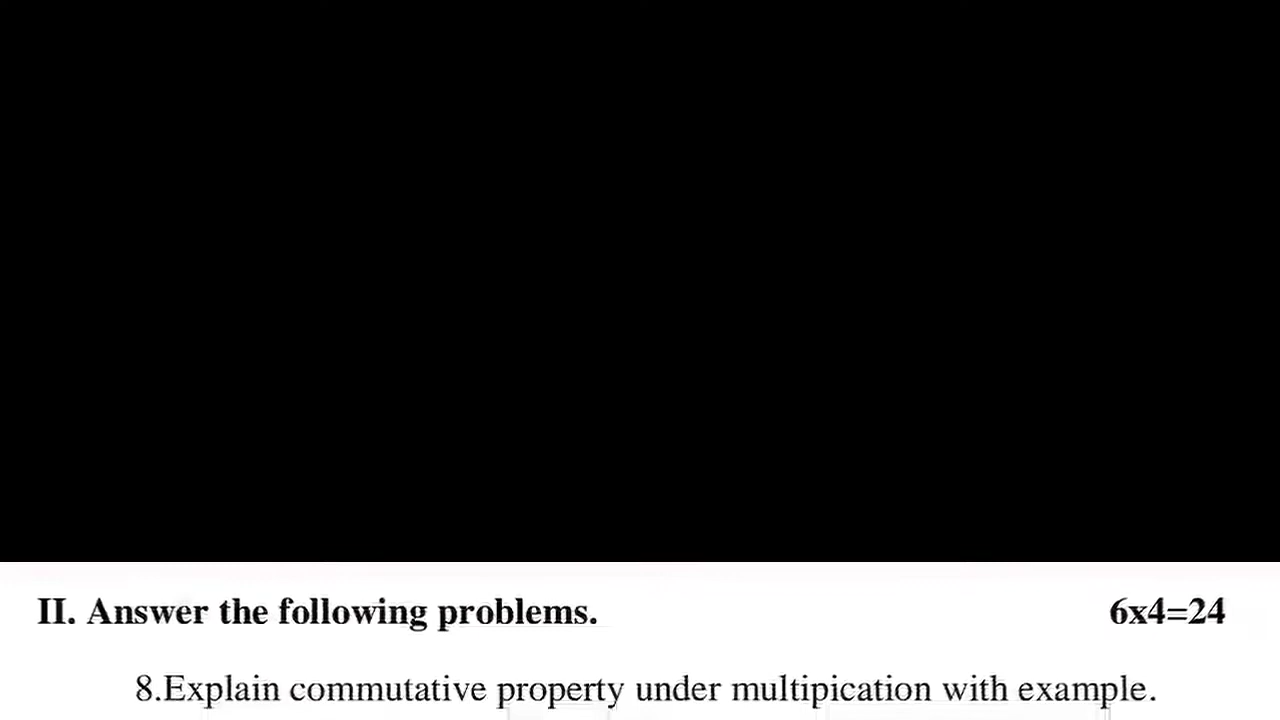 II. Answer the following problems. 6x4=24
8.Explain commutative property under multipication with example.